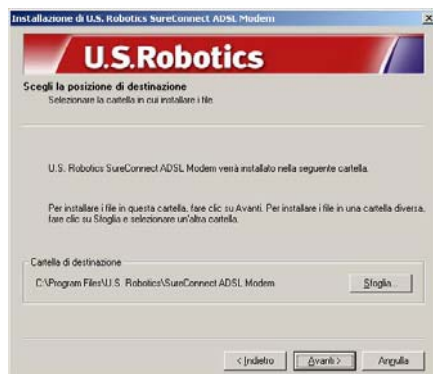 Installazione di U.S. Robotics SureConnect ADSL Modem
U.S.Robotics
Scegli la posizione di destinazione
Selezionare la cartella in cui installare i file
U.S. Robotics SureConnect ADSL Modem verrà installato nella seguente cartella.
Per installare i file in questa cartella, fare clic su Avanti. Per installare i file in una cartella diversa,
fare clic su Sfoglia e selezionare un'altra cartella.
Cartella di destinazione
C:\Program Files\U.S. Robotics\SureConnect ADSL Modem
Sfoglia...
< Indietro
Avanti >
Annulla